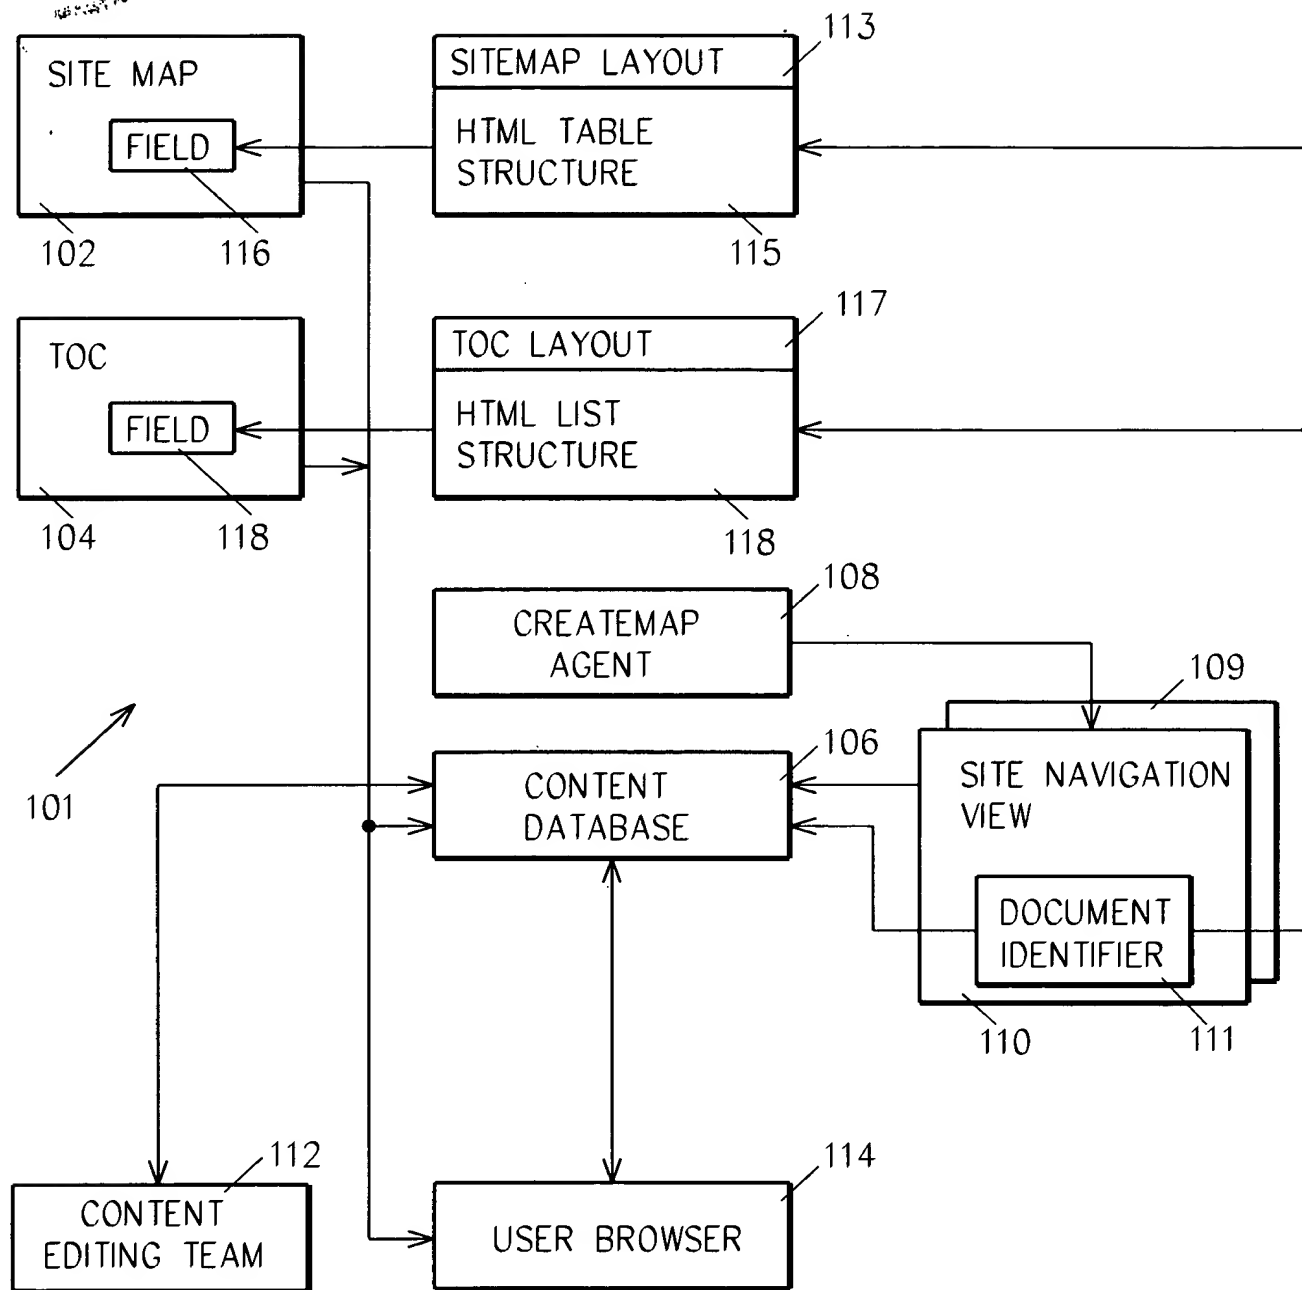 SITE MAP
FIELD
102
116
SITEMAP LAYOUT
113
HTML TABLE
STRUCTURE
115
TOC
FIELD
104
118
TOC LAYOUT
117
HTML LIST
STRUCTURE
118
CREATEMAP
AGENT
108
109
101
CONTENT
DATABASE
106
SITE NAVIGATION
VIEW
DOCUMENT
IDENTIFIER
110
111
112
CONTENT
EDITING TEAM
114
USER BROWSER